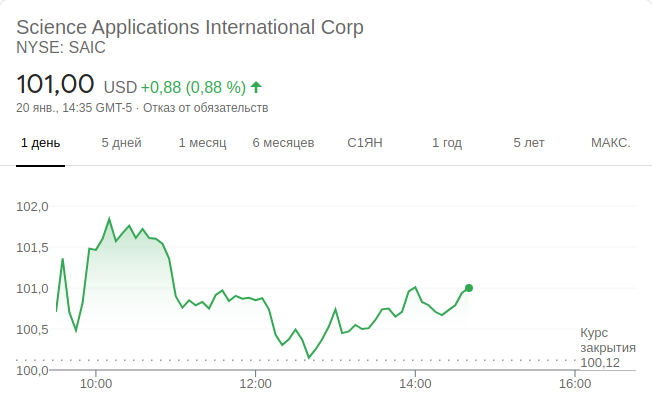 Science Applications International Corp
NYSE: SAIC
101,00 USD +0,88 (0,88 %)
20 янв., 14:35 GMT-5 · Отказ от обязательств
1 день 5 дней 1 месяц 6 месяцев С1ЯН 1 год 5 лет МАКС.
102,0
101,5
101,0
100,5
Курс
закрытия
100,12
100,0
10:00 12:00 14:00 16:00